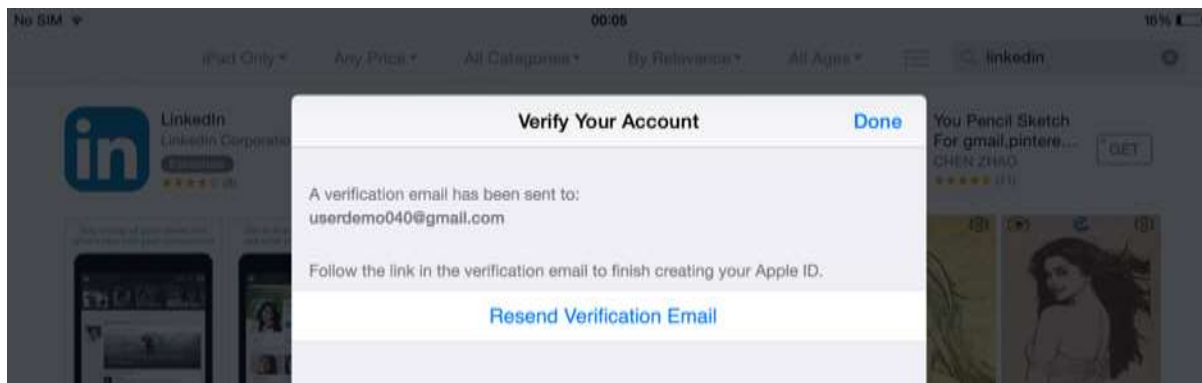 No SIM 00:05 16%
iPad Only Any Price All Categories By Relevance All Ages linkedin
LinkedIn
LinkedIn Corporation
in
Verify Your Account Done
A verification email has been sent to:
userdemo040@gmail.com
Follow the link in the verification email to finish creating your Apple ID.
Resend Verification Email
You Pencil Sketch
For gmail,pintere...
CHEN ZHAO
GET